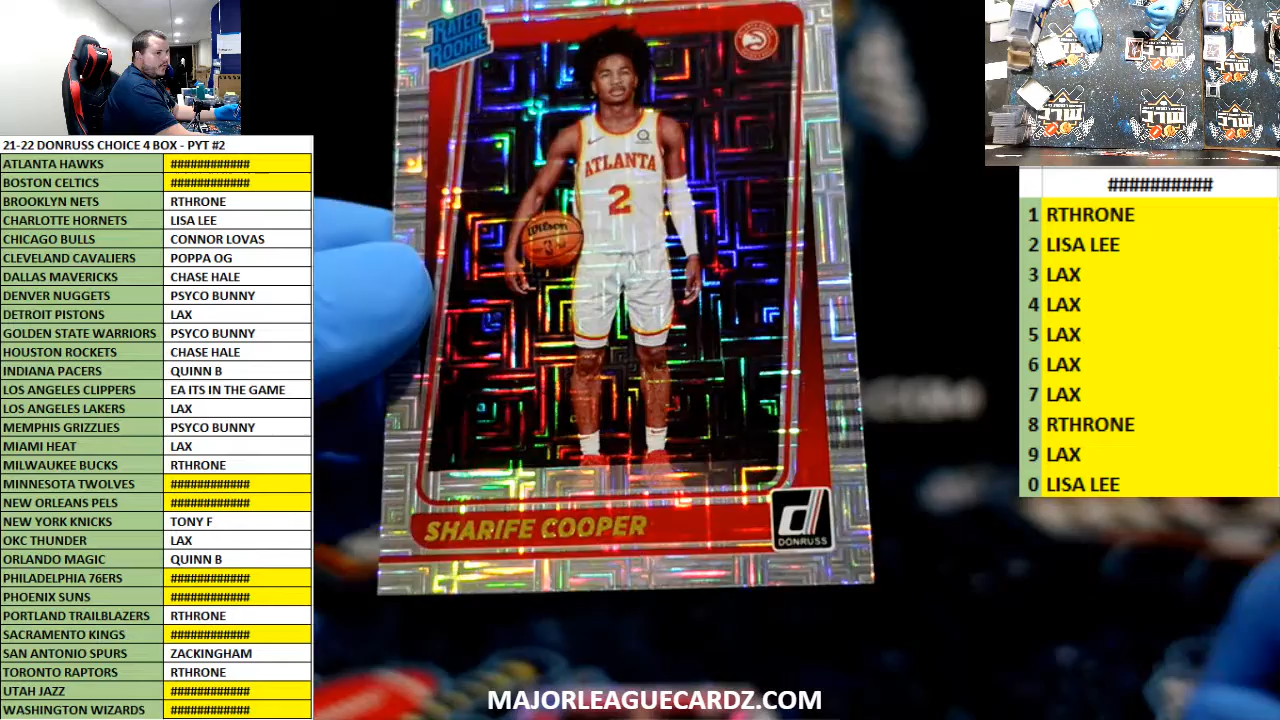 21-22 DONRUSS CHOICE 4 BOX - PYT #2
ATLANTA HAWKS ############
BOSTON CELTICS ############
BROOKLYN NETS RTHRONE
CHARLOTTE HORNETS LISA LEE
CHICAGO BULLS CONNOR LOVAS
CLEVELAND CAVALIERS POPPA OG
DALLAS MAVERICKS CHASE HALE
DENVER NUGGETS PSYCO BUNNY
DETROIT PISTONS LAX
GOLDEN STATE WARRIORS PSYCO BUNNY
HOUSTON ROCKETS CHASE HALE
INDIANA PACERS QUINN B
LOS ANGELES CLIPPERS EA ITS IN THE GAME
LOS ANGELES LAKERS LAX
MEMPHIS GRIZZLIES PSYCO BUNNY
MIAMI HEAT LAX
MILWAUKEE BUCKS RTHRONE
MINNESOTA TWOLVES ############
NEW ORLEANS PELS ############
NEW YORK KNICKS TONY F
OKC THUNDER LAX
ORLANDO MAGIC QUINN B
PHILADELPHIA 76ERS ############
PHOENIX SUNS ############
PORTLAND TRAILBLAZERS RTHRONE
SACRAMENTO KINGS ############
SAN ANTONIO SPURS ZACKINGHAM
TORONTO RAPTORS RTHRONE
UTAH JAZZ ############
WASHINGTON WIZARDS ############
RATED
ROOKIE
ATLANTA
2
Wilson
SHARIFE COOPER
DONRUSS
MAJORLEAGUECARDZ.COM
MLC
MLC
MLC
##########
1 RTHRONE
2 LISA LEE
3 LAX
4 LAX
5 LAX
6 LAX
7 LAX
8 RTHRONE
9 LAX
0 LISA LEE